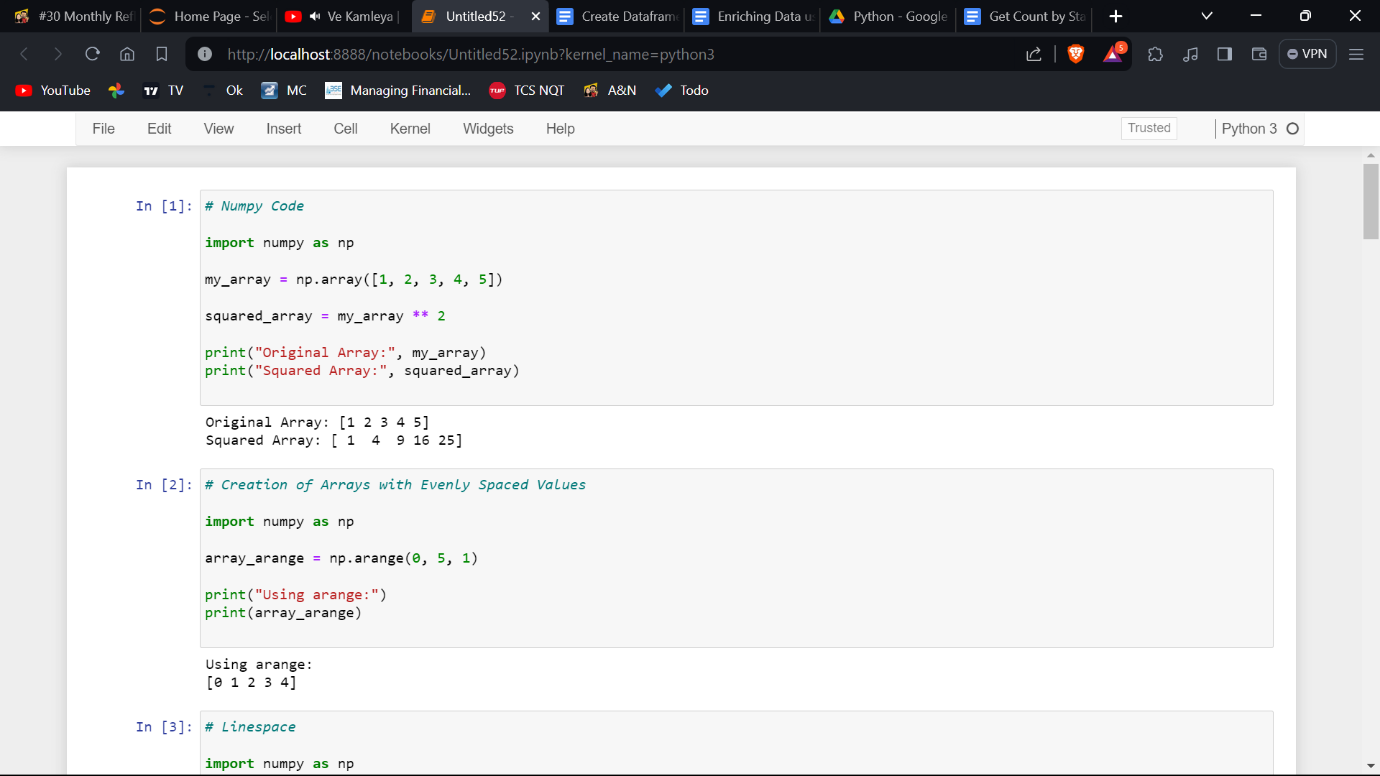 #30 Monthly Ref
Home Page - Sel
Ve Kamleya
Untitled52 -
Create Datafram
Enriching Data u
Python - Google
Get Count by Sta
http://localhost:8888/notebooks/Untitled52.ipynb?kernel_name=python3
5
VPN
YouTube
TV
Ok
MC
Managing Financial...
TUF
TCS NQT
A&N
Todo
File Edit View Insert Cell Kernel Widgets Help
Trusted
Python 3
In [1]: # Numpy Code
import numpy as np
my_array = np.array([1, 2, 3, 4, 5])
squared_array = my_array ** 2
print("Original Array:", my_array)
print("Squared Array:", squared_array)
Original Array: [1 2 3 4 5]
Squared Array: [ 1  4  9 16 25]
In [2]: # Creation of Arrays with Evenly Spaced Values
import numpy as np
array_arange = np.arange(0, 5, 1)
print("Using arange:")
print(array_arange)
Using arange:
[0 1 2 3 4]
In [3]: # Linespace
import numpy as np